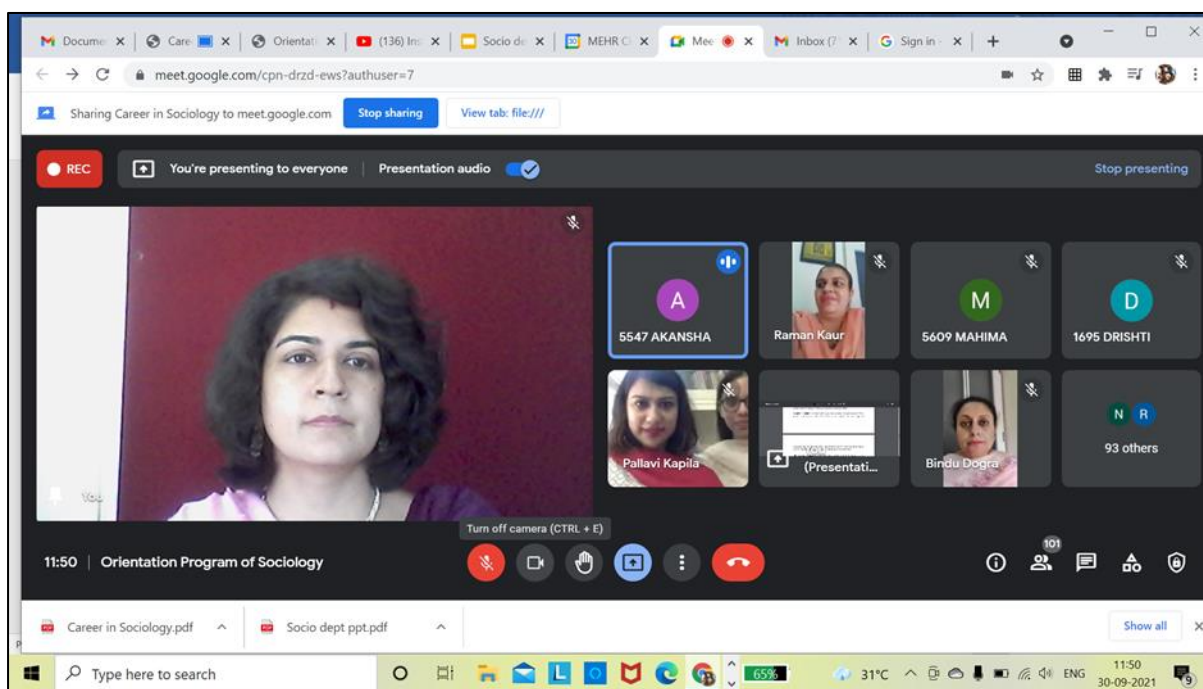 Docume
Care
Orientati
(136) Ins
Socio de
MEHR C
Mee
Inbox (7
Sign in -
meet.google.com/cpn-drzd-ews?authuser=7
Sharing Career in Sociology to meet.google.com
Stop sharing
View tab: file:///
REC
You're presenting to everyone
Presentation audio
Stop presenting
You
A
5547 AKANSHA
Raman Kaur
M
5609 MAHIMA
D
1695 DRISHTI
Pallavi Kapila
(Presentati...
Bindu Dogra
N R
93 others
Turn off camera (CTRL + E)
11:50 | Orientation Program of Sociology
101
Career in Sociology.pdf
Socio dept ppt.pdf
Show all
Type here to search
L
65%
31°C
ENG
11:50
30-09-2021
9